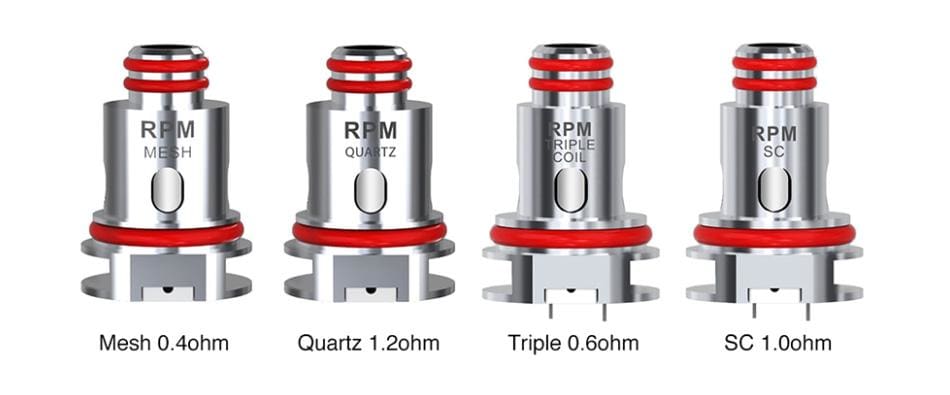 RPM
MESH
RPM
QUARTZ
RPM
TRIPLE
COIL
RPM
SC
Mesh 0.4ohm
Quartz 1.2ohm
Triple 0.6ohm
SC 1.0ohm